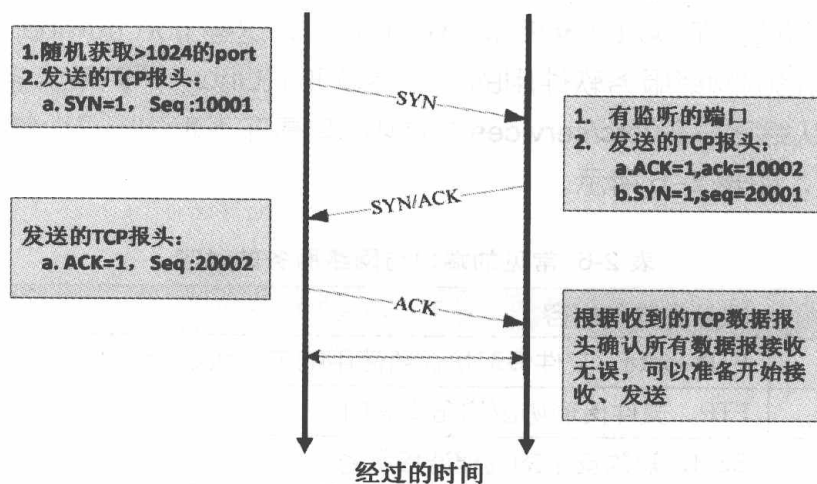 1.随机获取>1024的port
2.发送的TCP报头：
a. SYN=1， Seq :10001
SYN
1. 有监听的端口
2. 发送的TCP报头：
a.ACK=1,ack=10002
b.SYN=1,seq=20001
SYN/ACK
发送的TCP报头：
a. ACK=1， Seq :20002
ACK
根据收到的TCP数据报
头确认所有数据报接收
无误，可以准备开始接
收、发送
经过的时间